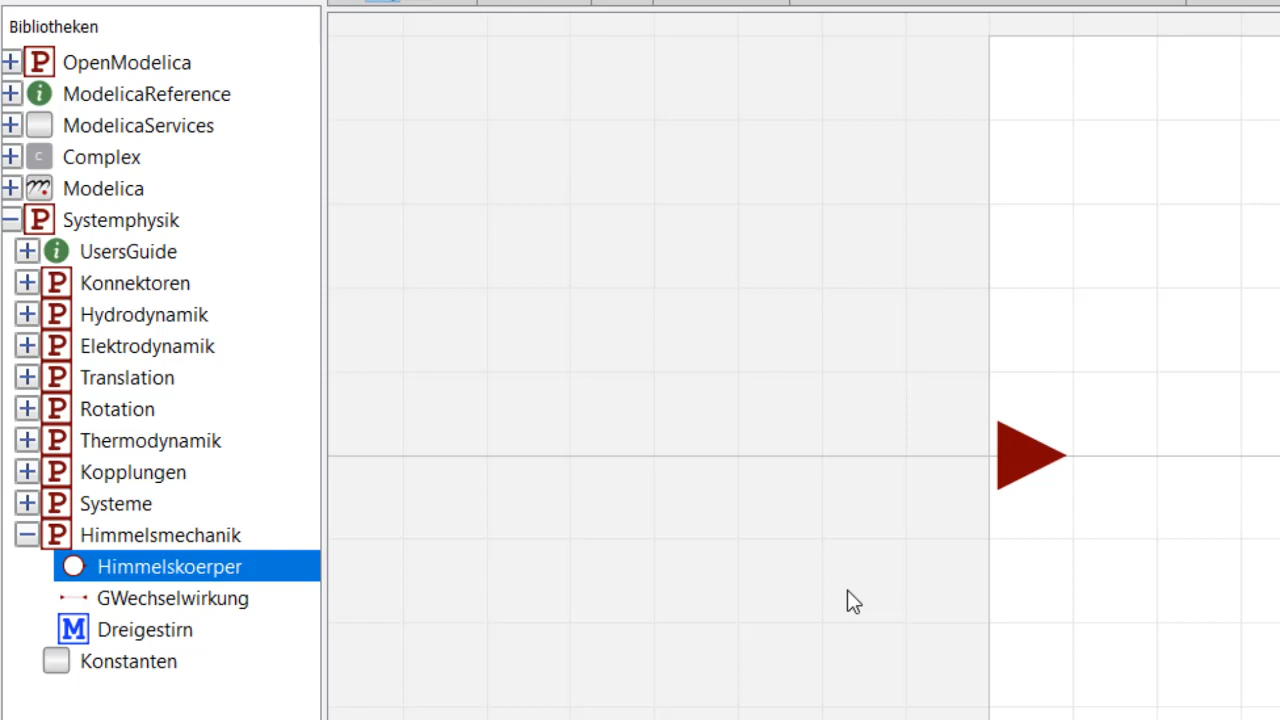 Bibliotheken
P OpenModelica
i ModelicaReference
ModelicaServices
C Complex
m Modelica
P Systemphysik
i UsersGuide
P Konnektoren
P Hydrodynamik
P Elektrodynamik
P Translation
P Rotation
P Thermodynamik
P Kopplungen
P Systeme
P Himmelsmechanik
Himmelskoerper
GWechselwirkung
M Dreigestirn
Konstanten